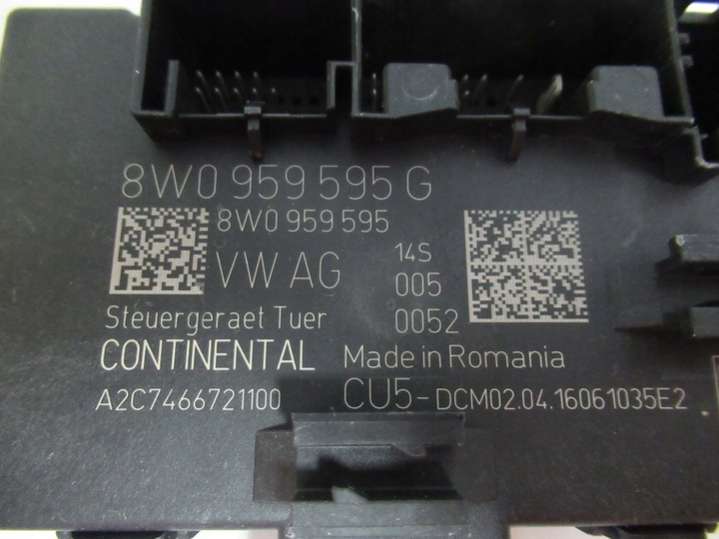 8W0 959 595 G
8W0 959 595
VW AG
14S
005
0052
Steuergeraet Tuer
CONTINENTAL Made in Romania
A2C7466721100 CU5-DCM02.04.16061035E2